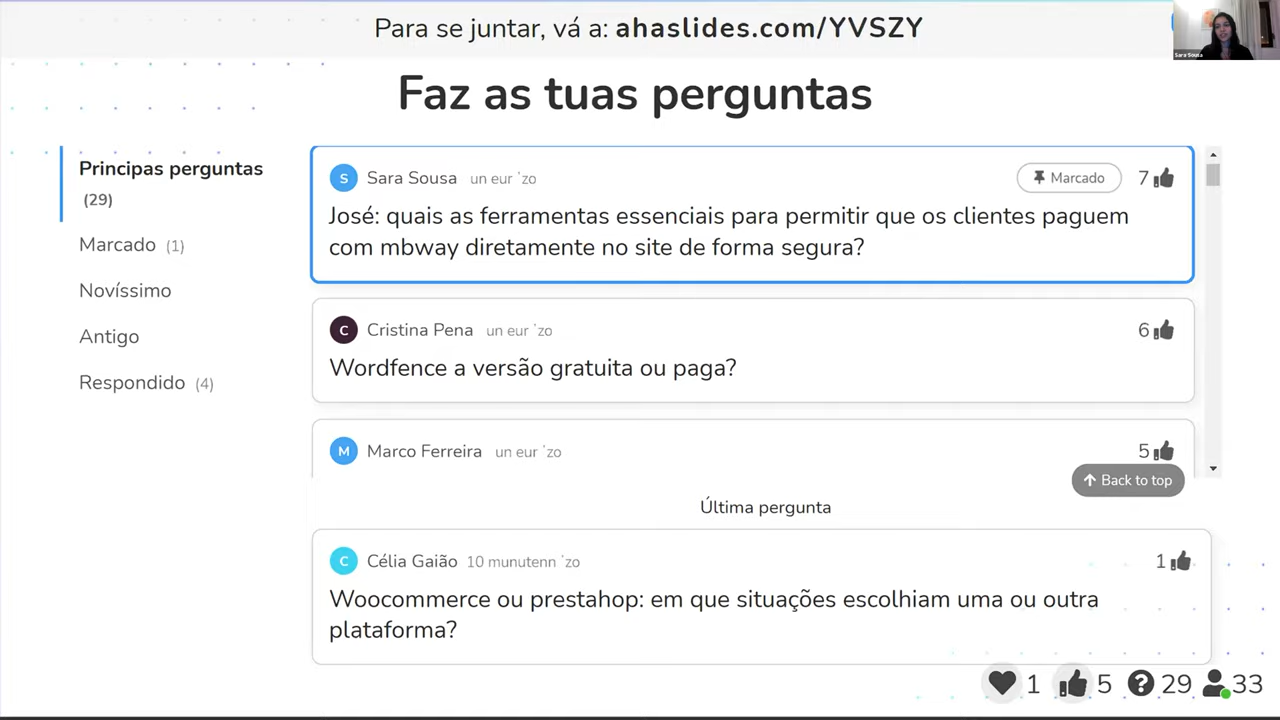 Para se juntar, vá a: ahaslides.com/YVSZY
Sara Sousa
Faz as tuas perguntas
Principas perguntas
(29)
Marcado (1)
Novíssimo
Antigo
Respondido (4)
S Sara Sousa un eur ՛zo Marcado 7
José: quais as ferramentas essenciais para permitir que os clientes paguem
com mbway diretamente no site de forma segura?
C Cristina Pena un eur ՛zo 6
Wordfence a versão gratuita ou paga?
M Marco Ferreira un eur ՛zo 5
Back to top
Última pergunta
C Célia Gaião 10 munutenn ՛zo 1
Woocommerce ou prestahop: em que situações escolhiam uma ou outra
plataforma?
1 5 29 33